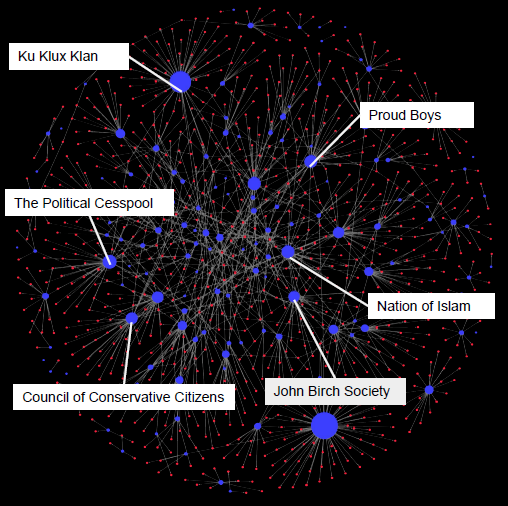 Ku Klux Klan
Proud Boys
The Political Cesspool
Nation of Islam
John Birch Society
Council of Conservative Citizens